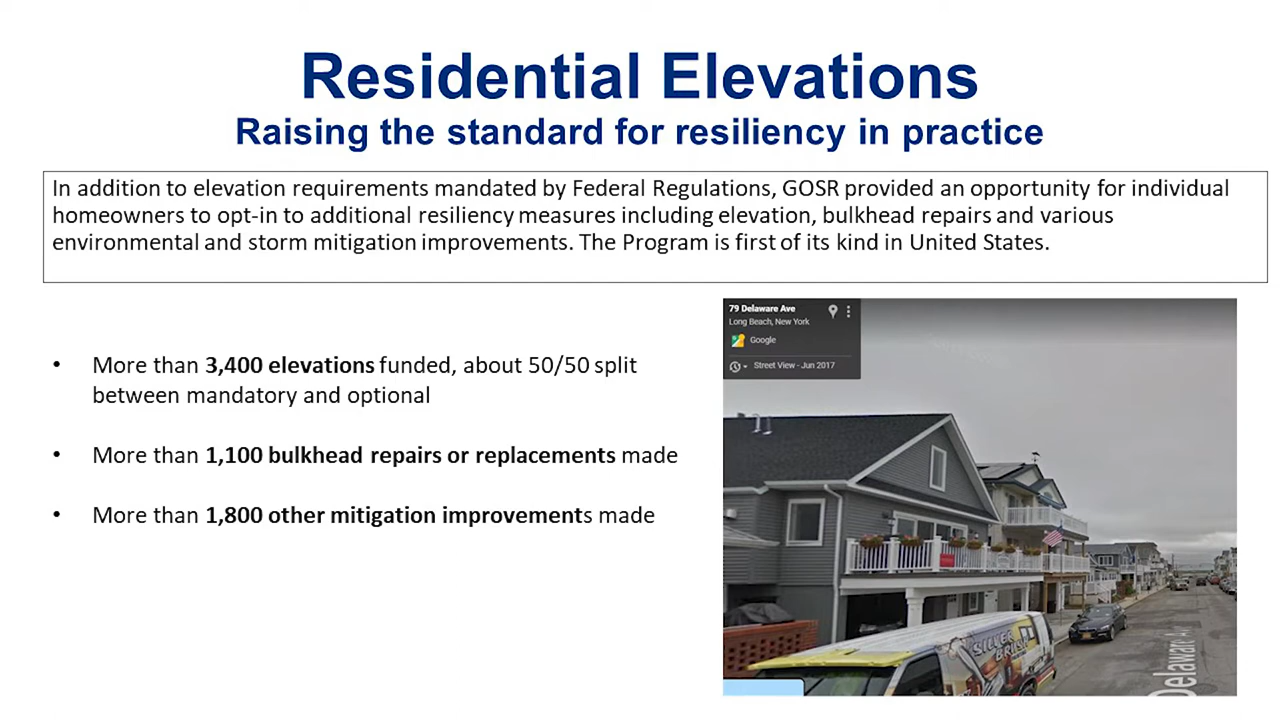 Residential Elevations
Raising the standard for resiliency in practice
In addition to elevation requirements mandated by Federal Regulations, GOSR provided an opportunity for individual
homeowners to opt-in to additional resiliency measures including elevation, bulkhead repairs and various
environmental and storm mitigation improvements. The Program is first of its kind in United States.
• More than 3,400 elevations funded, about 50/50 split
between mandatory and optional
• More than 1,100 bulkhead repairs or replacements made
• More than 1,800 other mitigation improvements made
79 Delaware Ave
Long Beach, New York
Google
Street View - Jun 2017
SILVER
BRUSH
Delaware Av